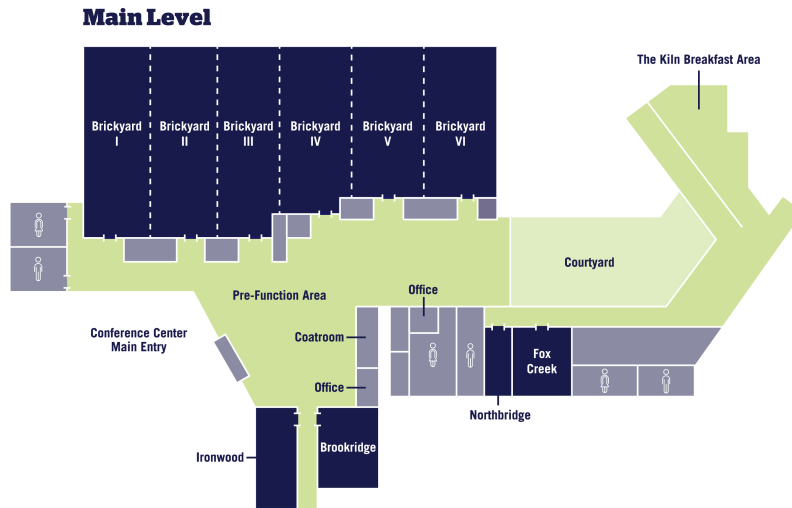 Main Level
The Kiln Breakfast Area
Brickyard
I
Brickyard
II
Brickyard
III
Brickyard
IV
Brickyard
V
Brickyard
VI
Courtyard
Pre-Function Area
Office
Conference Center
Main Entry
Coatroom
Fox
Creek
Office
Northbridge
Ironwood
Brookridge